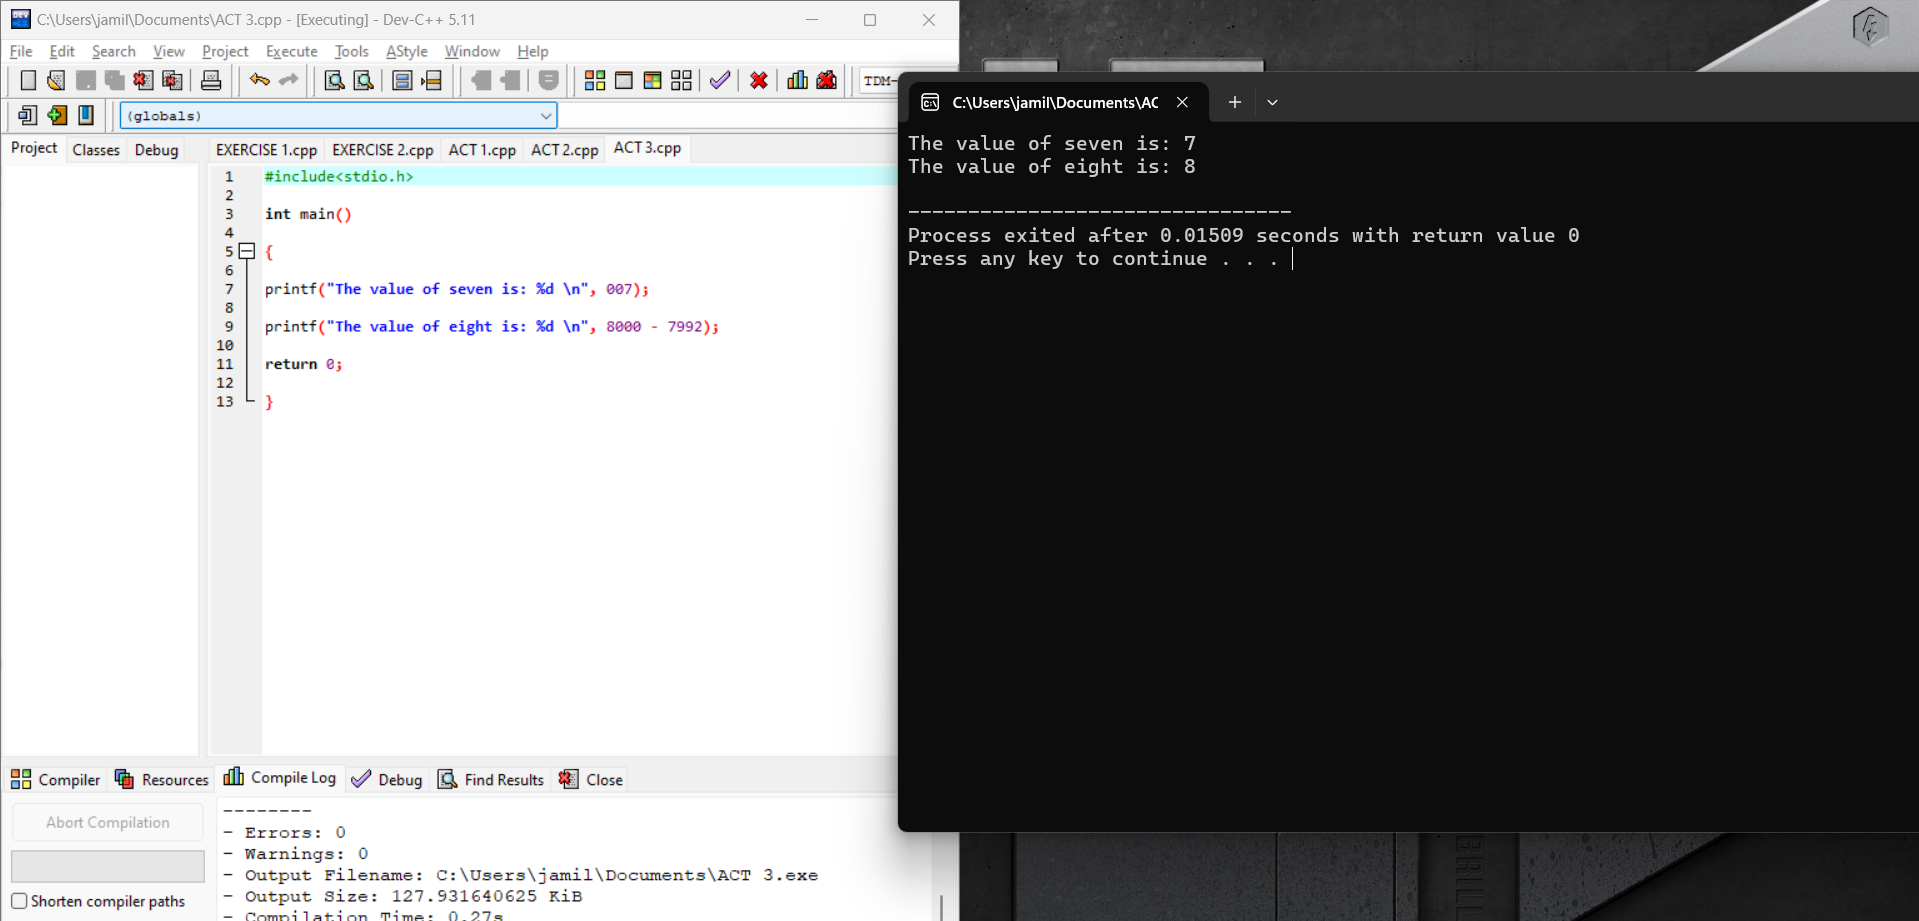 C:\Users\jamil\Documents\ACT 3.cpp - [Executing] - Dev-C++ 5.11
File Edit Search View Project Execute Tools AStyle Window Help
TDM-
(globals)
Project Classes Debug
EXERCISE 1.cpp EXERCISE 2.cpp ACT 1.cpp ACT 2.cpp ACT 3.cpp
1 #include<stdio.h>
2
3 int main()
4
5 {
6
7 printf("The value of seven is: %d \n", 007);
8
9 printf("The value of eight is: %d \n", 8000 - 7992);
10
11 return 0;
12
13 }
Compiler Resources Compile Log Debug Find Results Close
Abort Compilation
Shorten compiler paths
--------
- Errors: 0
- Warnings: 0
- Output Filename: C:\Users\jamil\Documents\ACT 3.exe
- Output Size: 127.931640625 KiB
- Compilation Time: 0.27s
C:\Users\jamil\Documents\AC
The value of seven is: 7
The value of eight is: 8
--------------------------------
Process exited after 0.01509 seconds with return value 0
Press any key to continue . . .